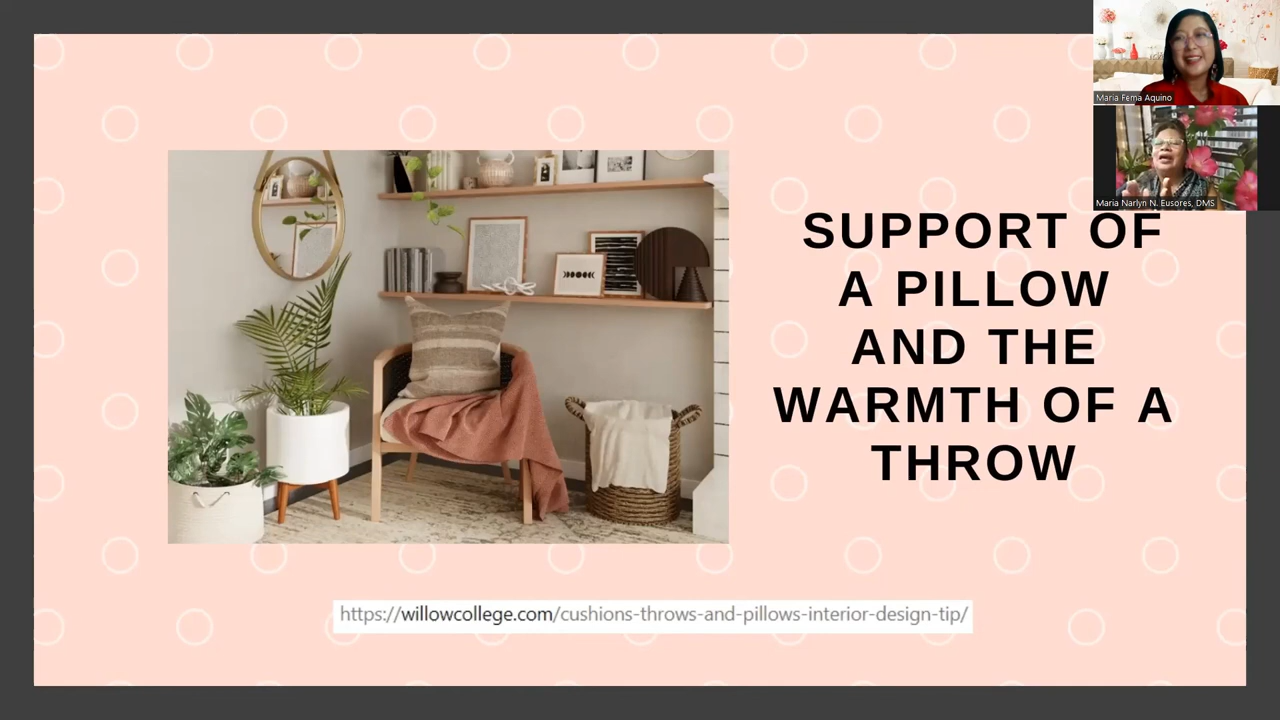 Maria Fema Aquino
Maria Narlyn N. Eusores, DMS
SUPPORT OF
A PILLOW
AND THE
WARMTH OF A
THROW
https://willowcollege.com/cushions-throws-and-pillows-interior-design-tip/